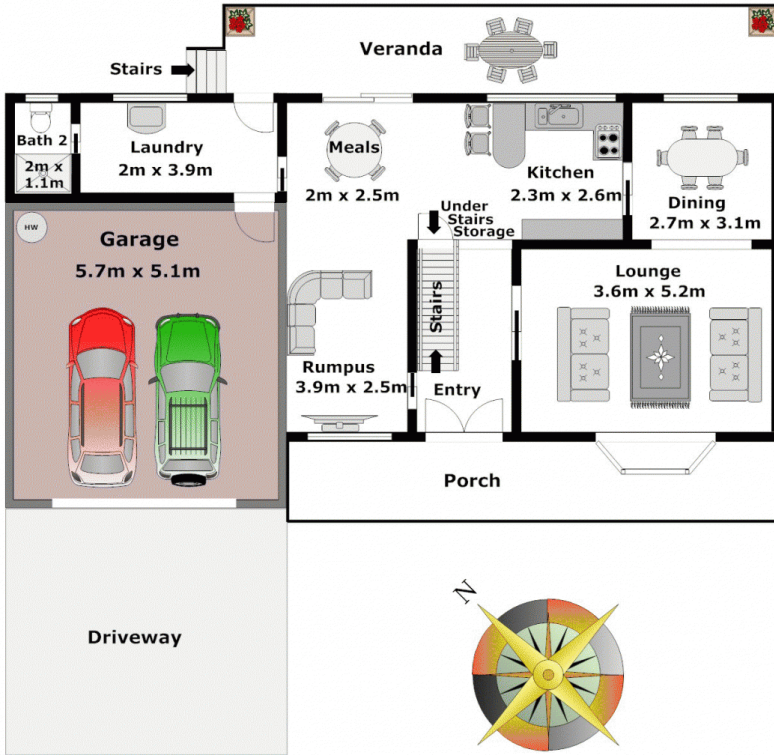 Veranda
Stairs
Bath 2
2m x
1.1m
Laundry
2m x 3.9m
Meals
2m x 2.5m
Kitchen
2.3m x 2.6m
Dining
2.7m x 3.1m
Under
Stairs
Storage
HW
Garage
5.7m x 5.1m
Lounge
3.6m x 5.2m
Stairs
Rumpus
3.9m x 2.5m
Entry
Porch
Driveway
N